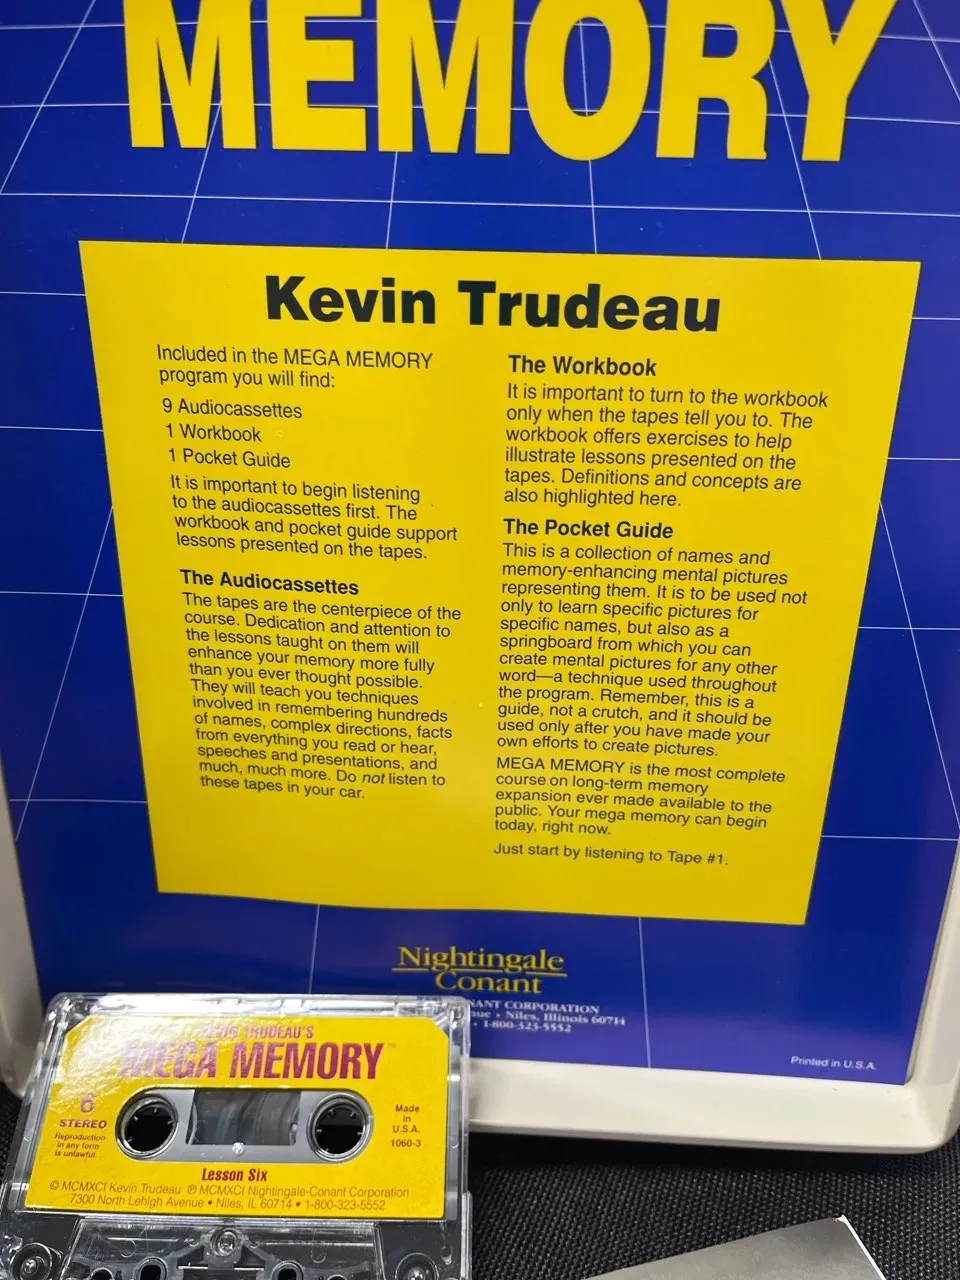 MEMORY
Kevin Trudeau
Included in the MEGA MEMORY
program you will find:
9 Audiocassettes
1 Workbook
1 Pocket Guide
It is important to begin listening
to the audiocassettes first. The
workbook and pocket guide support
lessons presented on the tapes.
The Audiocassettes
The tapes are the centerpiece of the
course. Dedication and attention to
the lessons taught on them will
enhance your memory more fully
than you ever thought possible.
They will teach you techniques
involved in remembering hundreds
of names, complex directions, facts
from everything you read or hear,
speeches and presentations, and
much, much more. Do not listen to
these tapes in your car.
The Workbook
It is important to turn to the workbook
only when the tapes tell you to. The
workbook offers exercises to help
illustrate lessons presented on the
tapes. Definitions and concepts are
also highlighted here.
The Pocket Guide
This is a collection of names and
memory-enhancing mental pictures
representing them. It is to be used not
only to learn specific pictures for
specific names, but also as a
springboard from which you can
create mental pictures for any other
word—a technique used throughout
the program. Remember, this is a
guide, not a crutch, and it should be
used only after you have made your
own efforts to create pictures.
MEGA MEMORY is the most complete
course on long-term memory
expansion ever made available to the
public. Your mega memory can begin
today, right now.
Just start by listening to Tape #1.
Nightingale
Conant
CORPORATION
• Niles, Illinois 60714
• 1-800-323-5552
Printed in U.S.A.
KEVIN TRUDEAU'S
MEGA MEMORY™
6
STEREO
Reproduction
in any form
is unlawful.
Made
in
U.S.A.
1060-3
Lesson Six
© MCMXCI Kevin Trudeau ℗ MCMXCI Nightingale-Conant Corporation
7300 North Lehigh Avenue • Niles, IL 60714 • 1-800-323-5552